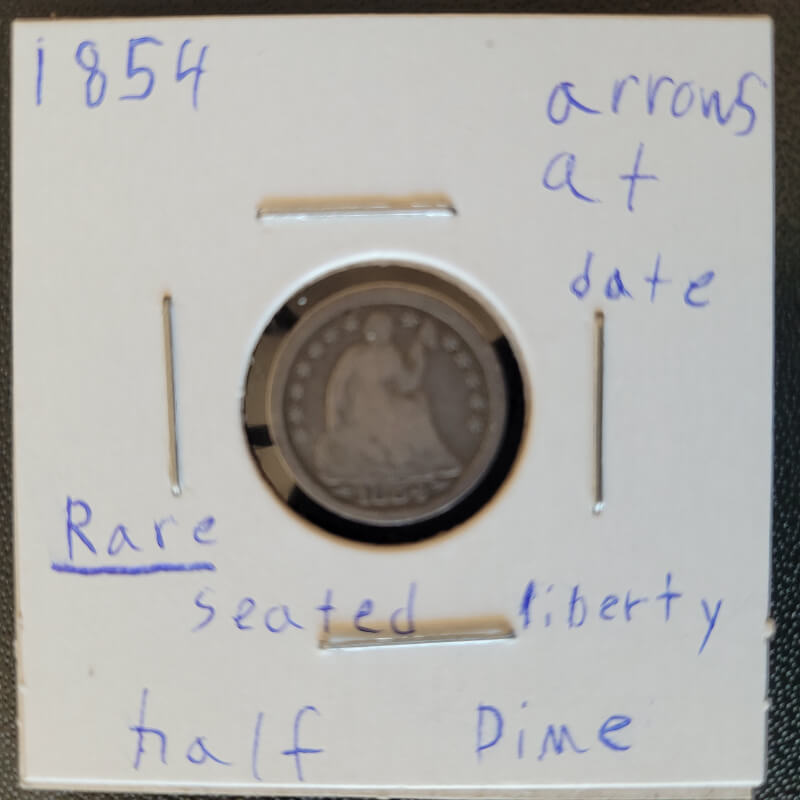 1854
arrows
at
date
Rare
seated liberty
half Dime